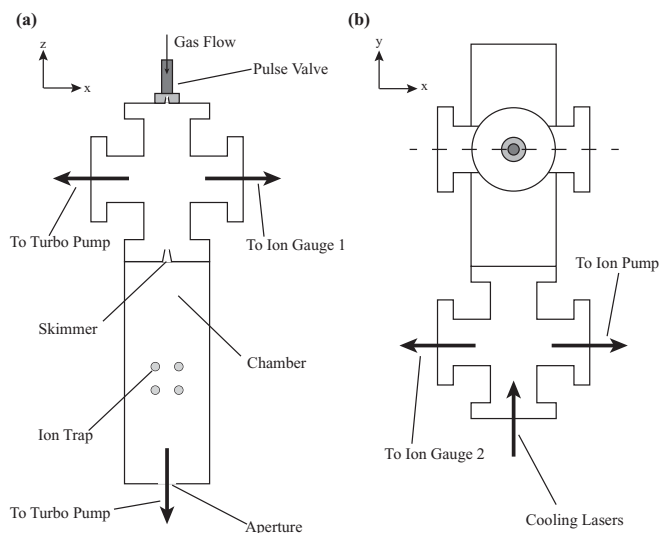 (a)
z
x
Gas Flow
Pulse Valve
To Turbo Pump
To Ion Gauge 1
Skimmer
Chamber
Ion Trap
To Turbo Pump
Aperture
(b)
y
x
To Ion Pump
To Ion Gauge 2
Cooling Lasers